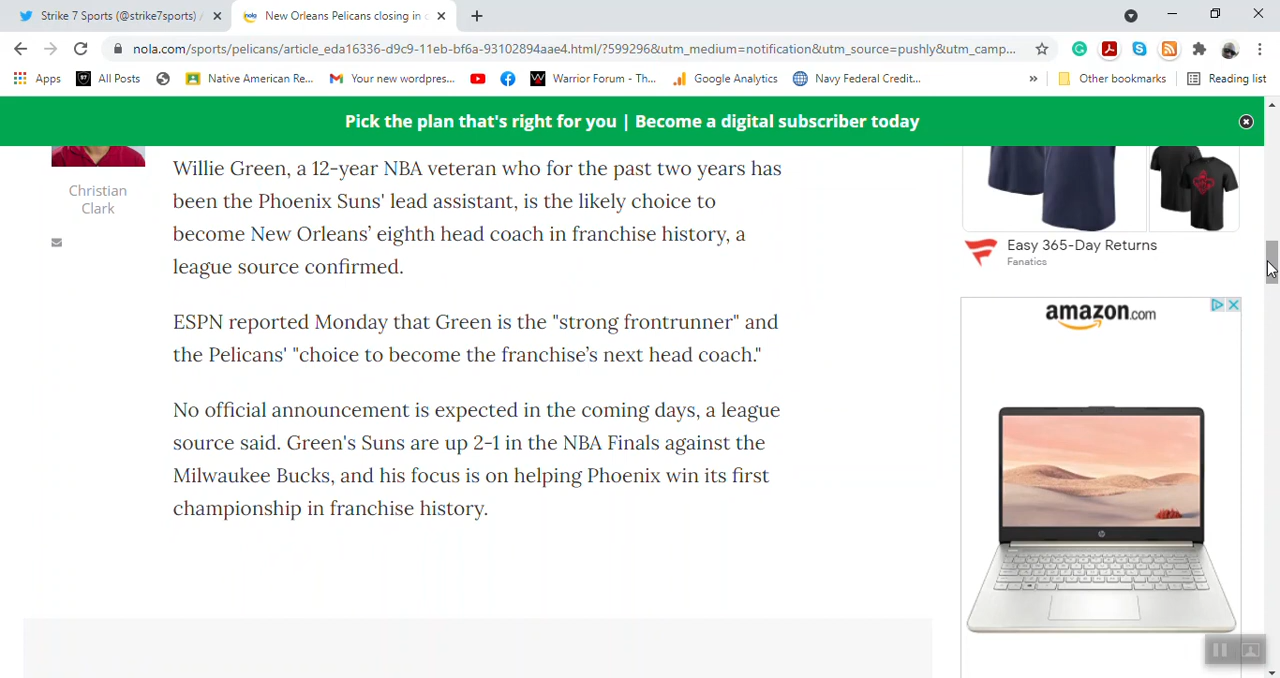 Strike 7 Sports (@strike7sports) /
New Orleans Pelicans closing in
nola.com/sports/pelicans/article_eda16336-d9c9-11eb-bf6a-93102894aae4.html/?599296&utm_medium=notification&utm_source=pushly&utm_camp...
Apps All Posts Native American Re... Your new wordpres... Warrior Forum - Th... Google Analytics Navy Federal Credit... » Other bookmarks Reading list
Pick the plan that's right for you | Become a digital subscriber today
Christian
Clark
Willie Green, a 12-year NBA veteran who for the past two years has
been the Phoenix Suns' lead assistant, is the likely choice to
become New Orleans’ eighth head coach in franchise history, a
league source confirmed.
ESPN reported Monday that Green is the "strong frontrunner" and
the Pelicans' "choice to become the franchise’s next head coach."
No official announcement is expected in the coming days, a league
source said. Green's Suns are up 2-1 in the NBA Finals against the
Milwaukee Bucks, and his focus is on helping Phoenix win its first
championship in franchise history.
Easy 365-Day Returns
Fanatics
amazon.com